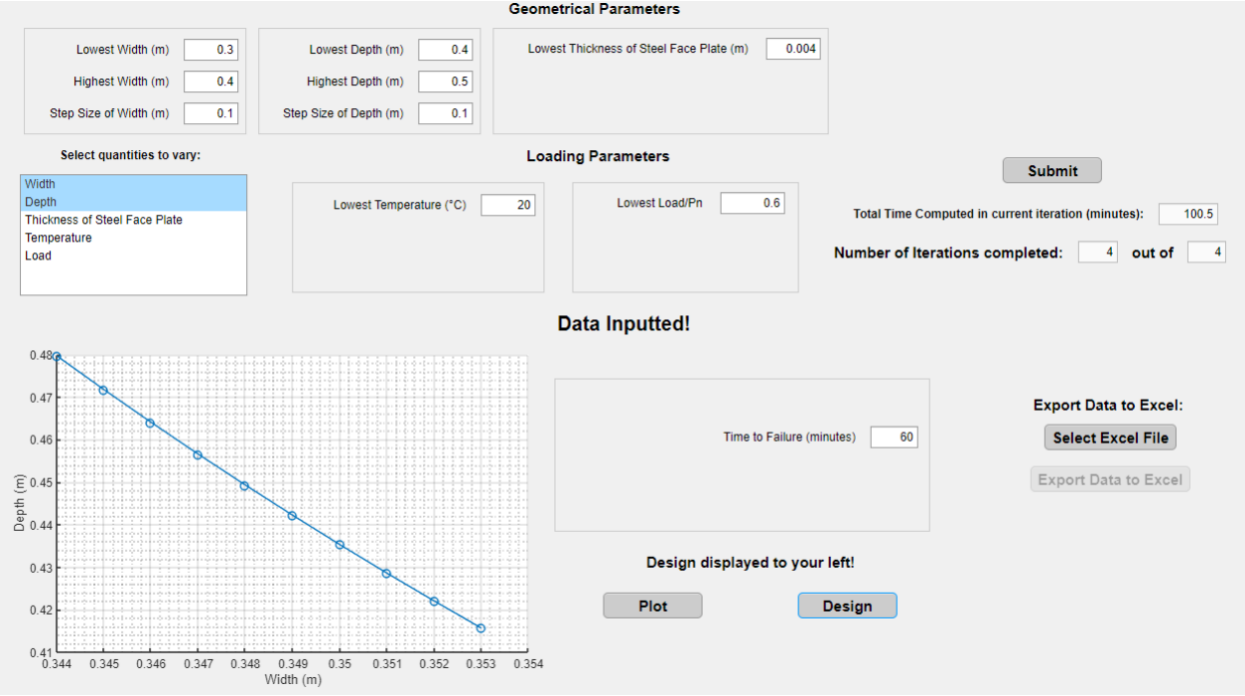 Geometrical Parameters
Lowest Width (m) 0.3
Highest Width (m) 0.4
Step Size of Width (m) 0.1
Lowest Depth (m) 0.4
Highest Depth (m) 0.5
Step Size of Depth (m) 0.1
Lowest Thickness of Steel Face Plate (m) 0.004
Select quantities to vary:
Width
Depth
Thickness of Steel Face Plate
Temperature
Load
Loading Parameters
Lowest Temperature (°C) 20
Lowest Load/Pn 0.6
Submit
Total Time Computed in current iteration (minutes): 100.5
Number of Iterations completed: 4 out of 4
Data Inputted!
0.48
0.47
0.46
0.45
0.44
0.43
0.42
0.41
Depth (m)
0.344 0.345 0.346 0.347 0.348 0.349 0.35 0.351 0.352 0.353 0.354
Width (m)
Time to Failure (minutes) 60
Design displayed to your left!
Plot Design
Export Data to Excel:
Select Excel File
Export Data to Excel